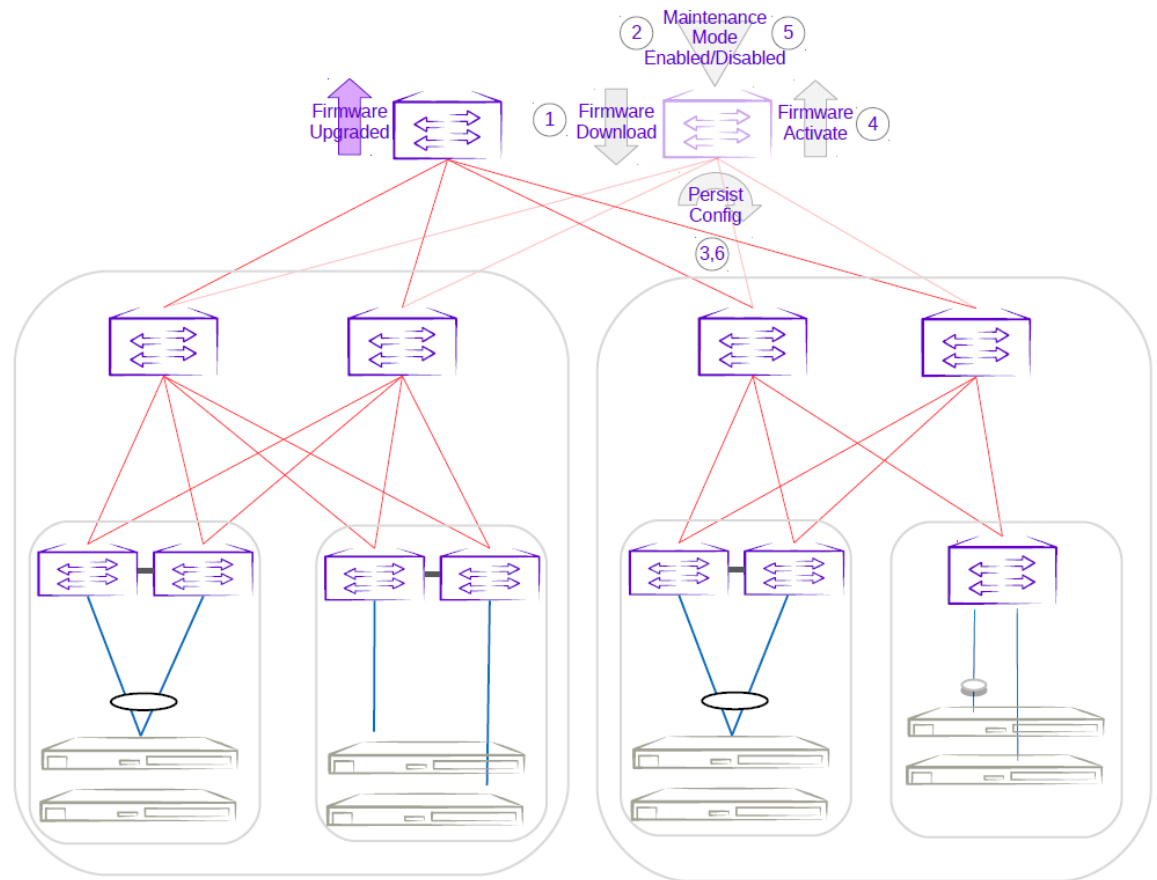 2
Maintenance
Mode
Enabled/Disabled
5
Firmware
Upgraded
1
Firmware
Download
Firmware
Activate
4
Persist
Config
3,6